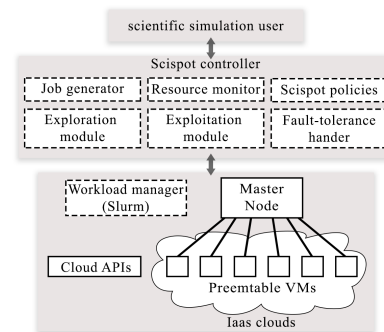 scientific simulation user
Scispot controller
Job generator
Resource monitor
Scispot policies
Exploration
module
Exploitation
module
Fault-tolerance
hander
Workload manager
(Slurm)
Master
Node
Cloud APIs
Preemtable VMs
Iaas clouds